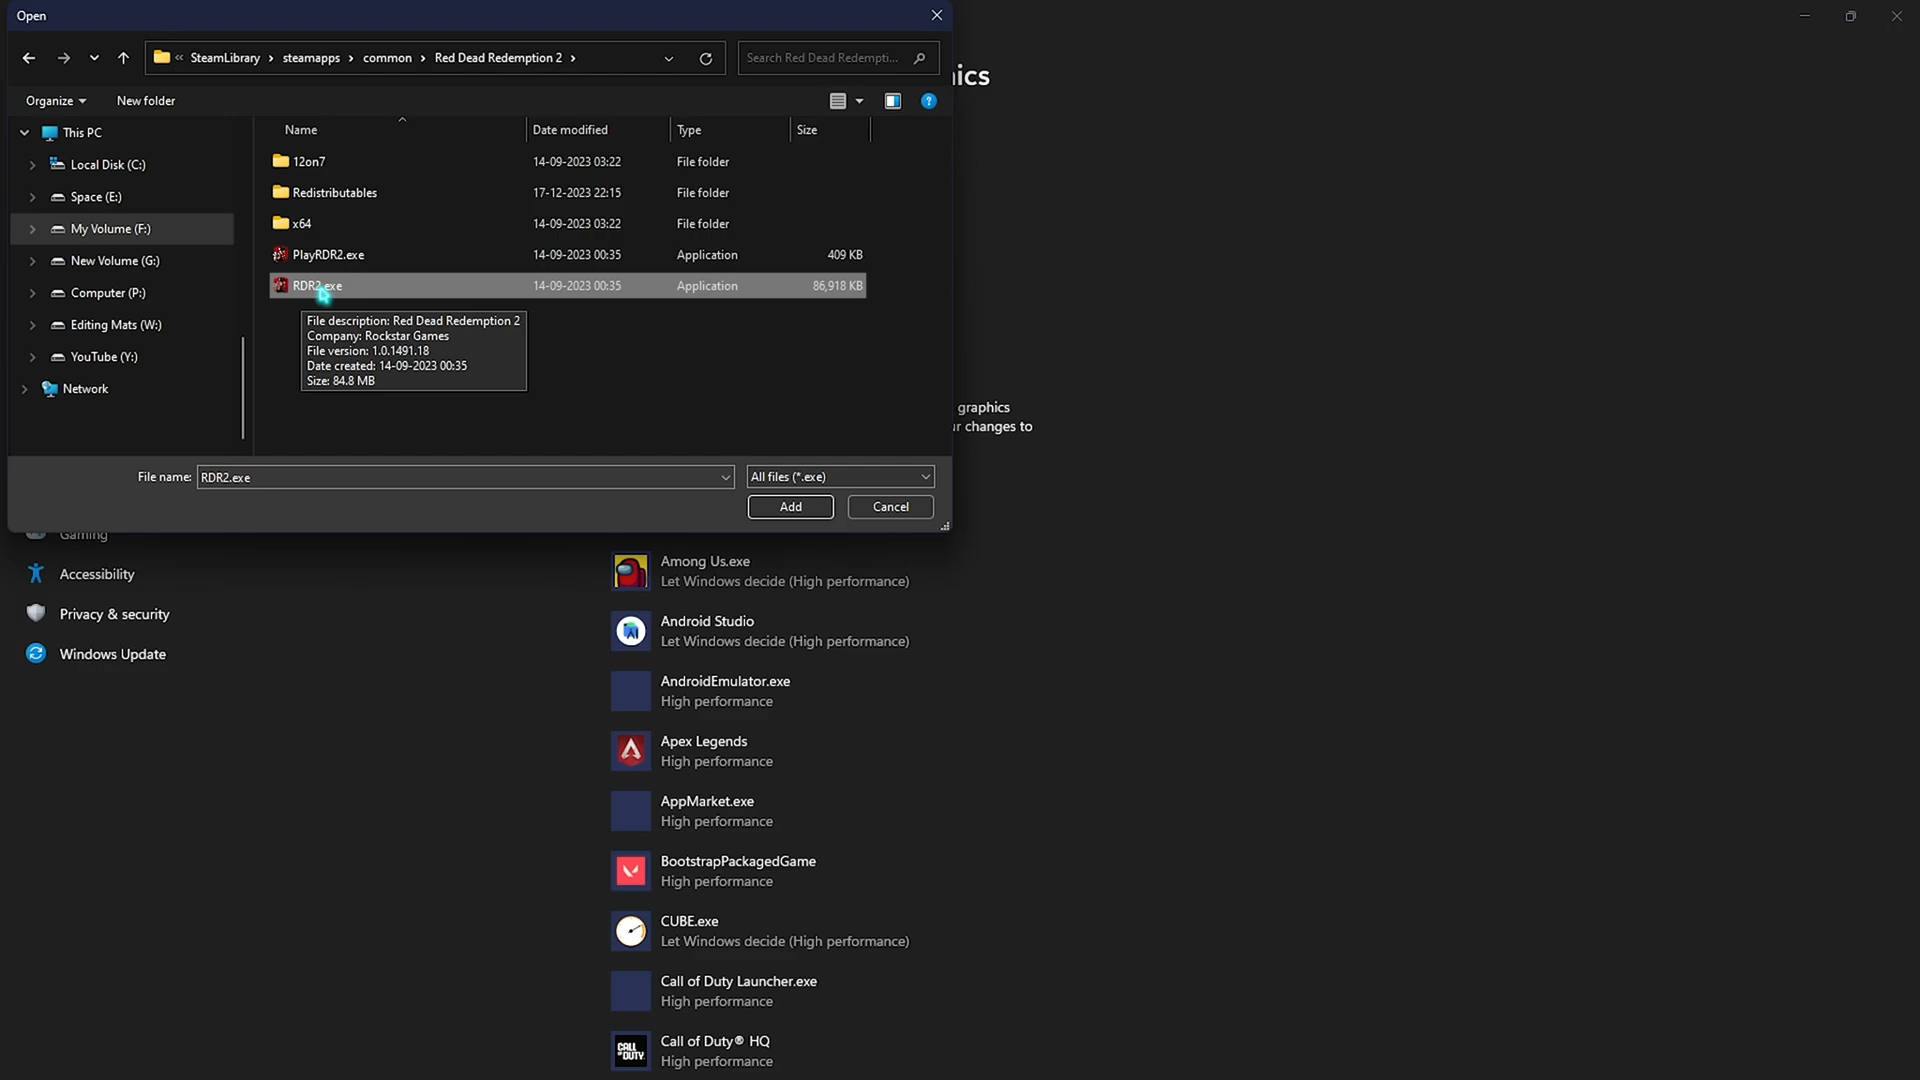 Open
« SteamLibrary › steamapps › common › Red Dead Redemption 2 ›
Search Red Dead Redempti...
ics
Organize
New folder
Name
Date modified
Type
Size
This PC
Local Disk (C:)
Space (E:)
My Volume (F:)
New Volume (G:)
Computer (P:)
Editing Mats (W:)
YouTube (Y:)
Network
12on7 14-09-2023 03:22 File folder
Redistributables 17-12-2023 22:15 File folder
x64 14-09-2023 03:22 File folder
PlayRDR2.exe 14-09-2023 00:35 Application 409 KB
RDR2.exe 14-09-2023 00:35 Application 86,918 KB
File description: Red Dead Redemption 2
Company: Rockstar Games
File version: 1.0.1491.18
Date created: 14-09-2023 00:35
Size: 84.8 MB
graphics
ur changes to
File name: RDR2.exe
All files (*.exe)
Add
Cancel
Gaming
Accessibility
Privacy & security
Windows Update
Among Us.exe
Let Windows decide (High performance)
Android Studio
Let Windows decide (High performance)
AndroidEmulator.exe
High performance
Apex Legends
High performance
AppMarket.exe
High performance
BootstrapPackagedGame
High performance
CUBE.exe
Let Windows decide (High performance)
Call of Duty Launcher.exe
High performance
CALL OF DUTY
Call of Duty® HQ
High performance